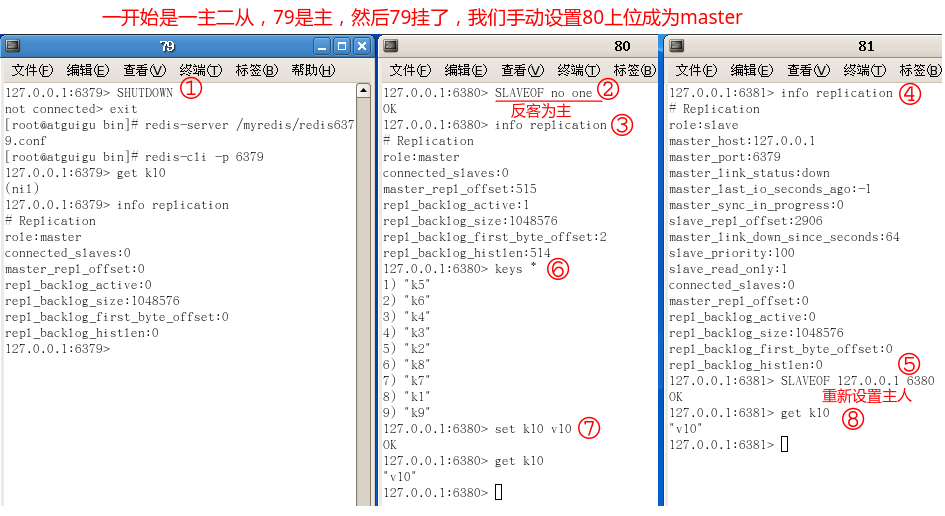 一开始是一主二从，79是主，然后79挂了，我们手动设置80上位成为master
79
文件(F) 编辑(E) 查看(V) 终端(T) 标签(B) 帮助(H)
127.0.0.1:6379> SHUTDOWN ①
not connected> exit
[root@atguigu bin]# redis-server /myredis/redis637
9.conf
[root@atguigu bin]# redis-cli -p 6379
127.0.0.1:6379> get k10
(nil)
127.0.0.1:6379> info replication
# Replication
role:master
connected_slaves:0
master_repl_offset:0
repl_backlog_active:0
repl_backlog_size:1048576
repl_backlog_first_byte_offset:0
repl_backlog_histlen:0
127.0.0.1:6379>
80
文件(F) 编辑(E) 查看(V) 终端(T) 标签(B)
127.0.0.1:6380> SLAVEOF no one ②
OK 反客为主
127.0.0.1:6380> info replication ③
# Replication
role:master
connected_slaves:0
master_repl_offset:515
repl_backlog_active:1
repl_backlog_size:1048576
repl_backlog_first_byte_offset:2
repl_backlog_histlen:514
127.0.0.1:6380> keys * ⑥
1) "k5"
2) "k6"
3) "k4"
4) "k3"
5) "k2"
6) "k8"
7) "k7"
8) "k1"
9) "k9"
127.0.0.1:6380> set k10 v10 ⑦
OK
127.0.0.1:6380> get k10
"v10"
127.0.0.1:6380>
81
文件(F) 编辑(E) 查看(V) 终端(T) 标签(B)
127.0.0.1:6381> info replication ④
# Replication
role:slave
master_host:127.0.0.1
master_port:6379
master_link_status:down
master_last_io_seconds_ago:-1
master_sync_in_progress:0
slave_repl_offset:2906
master_link_down_since_seconds:64
slave_priority:100
slave_read_only:1
connected_slaves:0
master_repl_offset:0
repl_backlog_active:0
repl_backlog_size:1048576
repl_backlog_first_byte_offset:0
repl_backlog_histlen:0 ⑤
127.0.0.1:6381> SLAVEOF 127.0.0.1 6380
OK 重新设置主人
127.0.0.1:6381> get k10 ⑧
"v10"
127.0.0.1:6381>